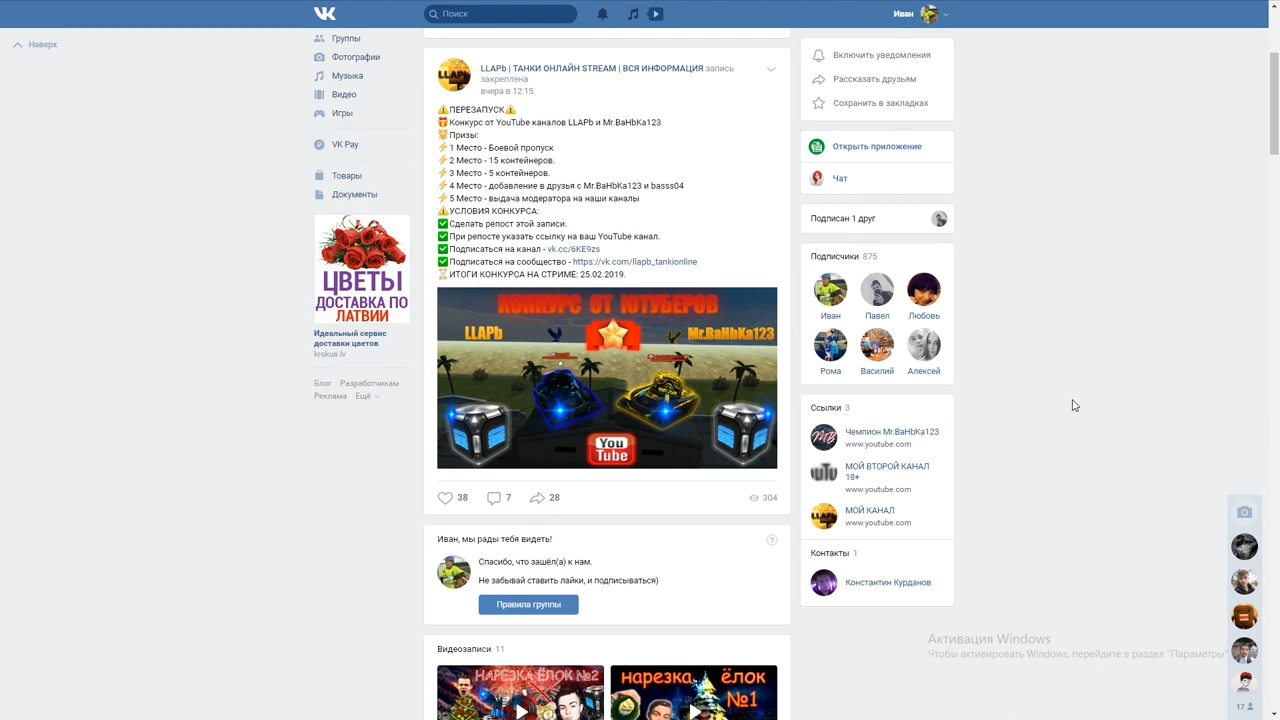 Поиск
Иван
Наверх
Группы
Фотографии
Музыка
Видео
Игры
VK Pay
Товары
Документы
ЦВЕТЫ
ДОСТАВКА ПО
ЛАТВИИ
Идеальный сервис
доставки цветов
krokus.lv
Блог Разработчикам
Реклама Ещё
LLAPb
LLAPb | ТАНКИ ОНЛАЙН STREAM | ВСЯ ИНФОРМАЦИЯ запись
закреплена
вчера в 12:15
⚠ПЕРЕЗАПУСК⚠
🎁Конкурс от YouTube каналов LLAPb и Mr.BaHbKa123
💥Призы:
⚡1 Место - Боевой пропуск
⚡2 Место - 15 контейнеров.
⚡3 Место - 5 контейнеров.
⚡4 Место - добавление в друзья с Mr.BaHbKa123 и basss04
⚡5 Место - выдача модератора на наши каналы
⚠УСЛОВИЯ КОНКУРСА:
✅Сделать репост этой записи.
✅При репосте указать ссылку на ваш YouTube канал.
✅Подписаться на канал - vk.cc/6KE9zs
✅Подписаться на сообщество - https://vk.com/llapb_tankionline
⏳ИТОГИ КОНКУРСА НА СТРИМЕ: 25.02.2019.
КОНКУРС ОТ ЮТУБЕРОВ
LLAPb
Mr.BaHbKa123
You
Tube
38 7 28 304
Иван, мы рады тебя видеть!
Спасибо, что зашёл(а) к нам.
Не забывай ставить лайки, и подписываться)
Правила группы
Видеозаписи 11
НАРЕЗКА ЁЛОК №2
нарезка ЁЛОК
№1
Включить уведомления
Рассказать друзьям
Сохранить в закладках
Открыть приложение
Чат
Подписан 1 друг
Подписчики 875
Иван Павел Любовь
Рома Василий Алексей
Ссылки 3
Чемпион Mr.BaHbKa123
www.youtube.com
МОЙ ВТОРОЙ КАНАЛ
18+
www.youtube.com
МОЙ КАНАЛ
www.youtube.com
Контакты 1
Константин Курданов
Активация Windows
Чтобы активировать Windows, перейдите в раздел "Параметры".
17